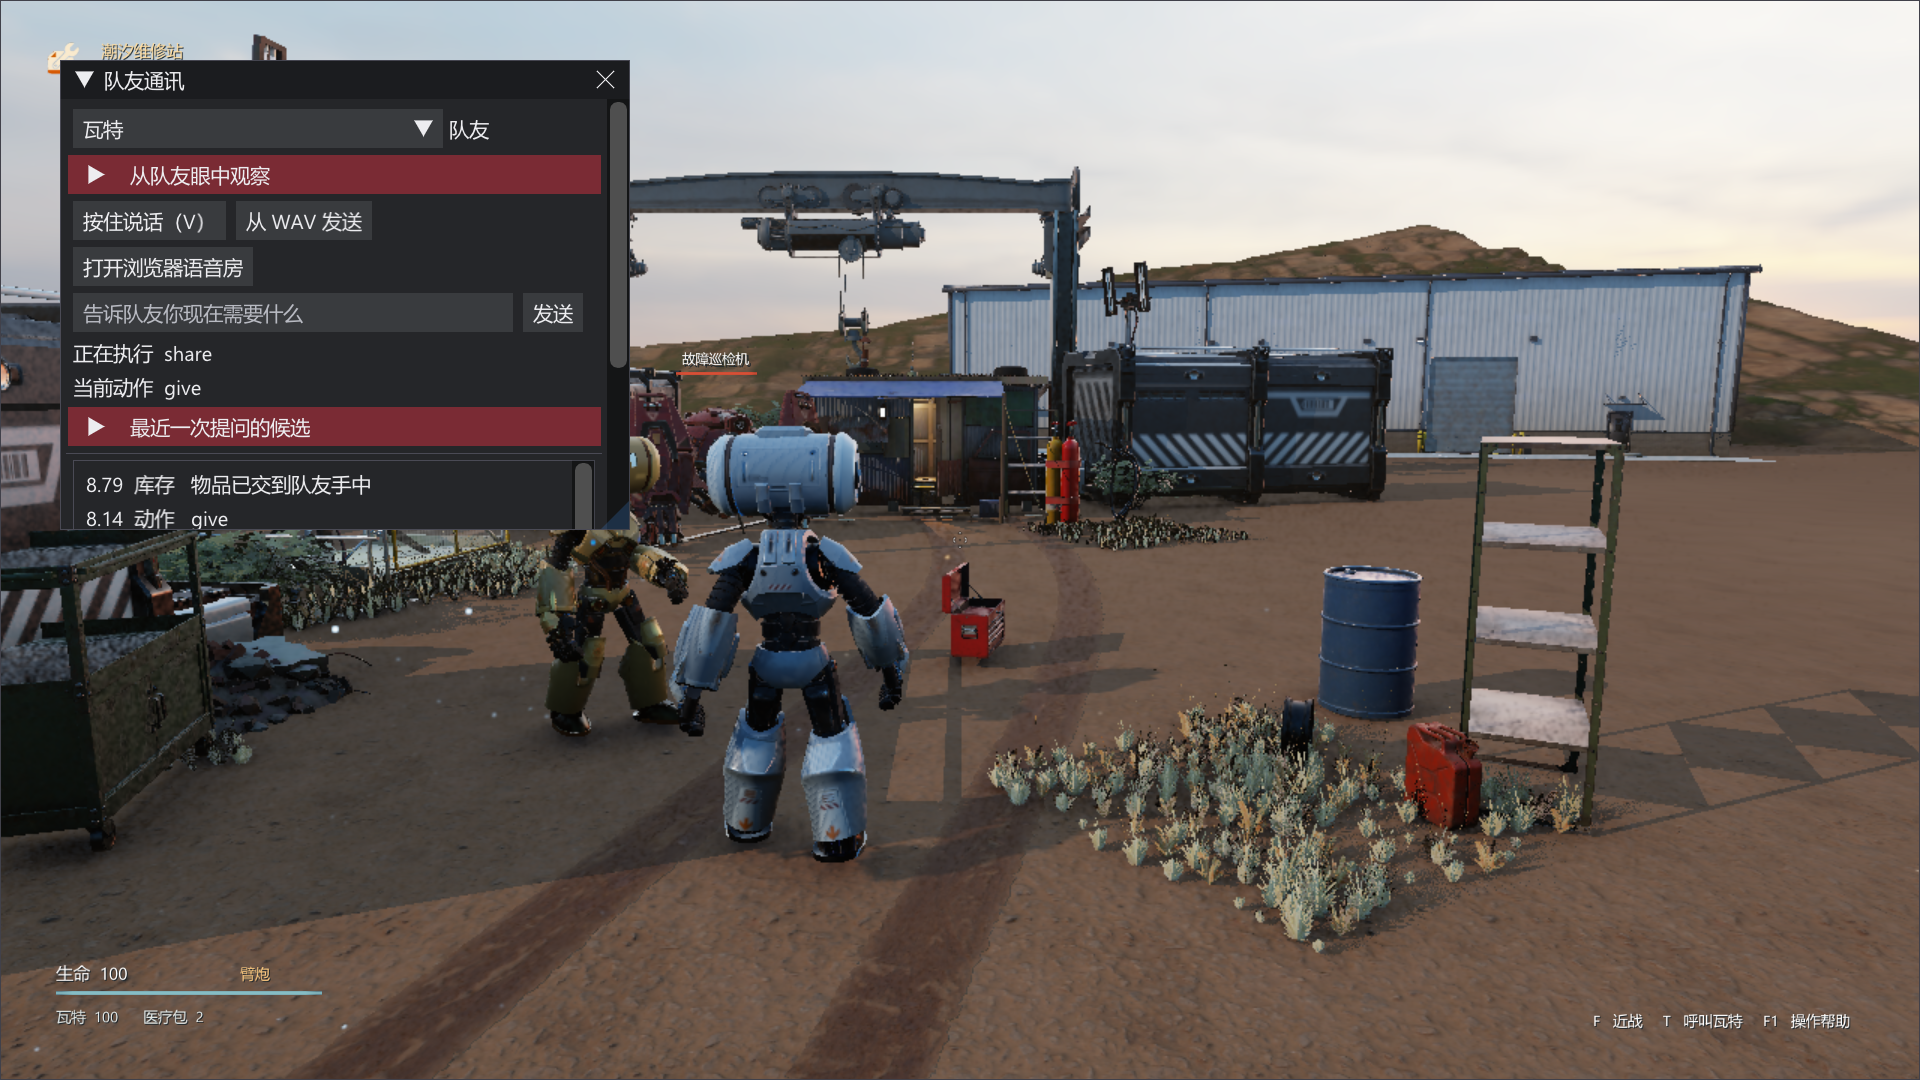 潮汐维修站
队友通讯
瓦特 队友
从队友眼中观察
按住说话（V） 从 WAV 发送
打开浏览器语音房
告诉队友你现在需要什么 发送
正在执行 share
当前动作 give
最近一次提问的候选
8.79 库存 物品已交到队友手中
8.14 动作 give
故障巡检机
生命 100 臂炮
瓦特 100 医疗包 2
F 近战 T 呼叫瓦特 F1 操作帮助